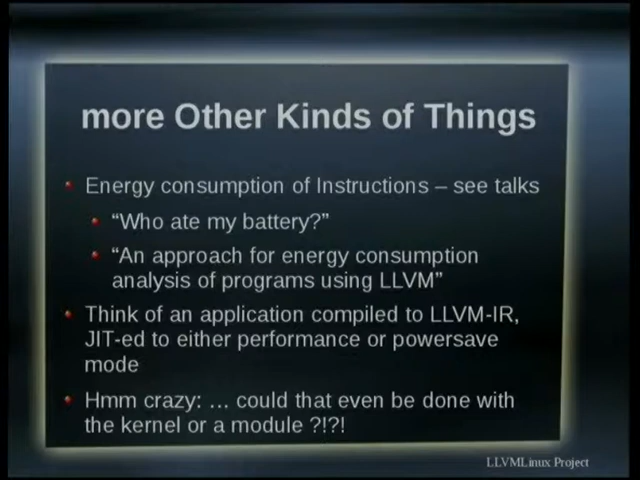 more Other Kinds of Things
Energy consumption of Instructions – see talks
“Who ate my battery?”
“An approach for energy consumption
analysis of programs using LLVM”
Think of an application compiled to LLVM-IR,
JIT-ed to either performance or powersave
mode
Hmm crazy: … could that even be done with
the kernel or a module ?!?!
LLVMLinux Project